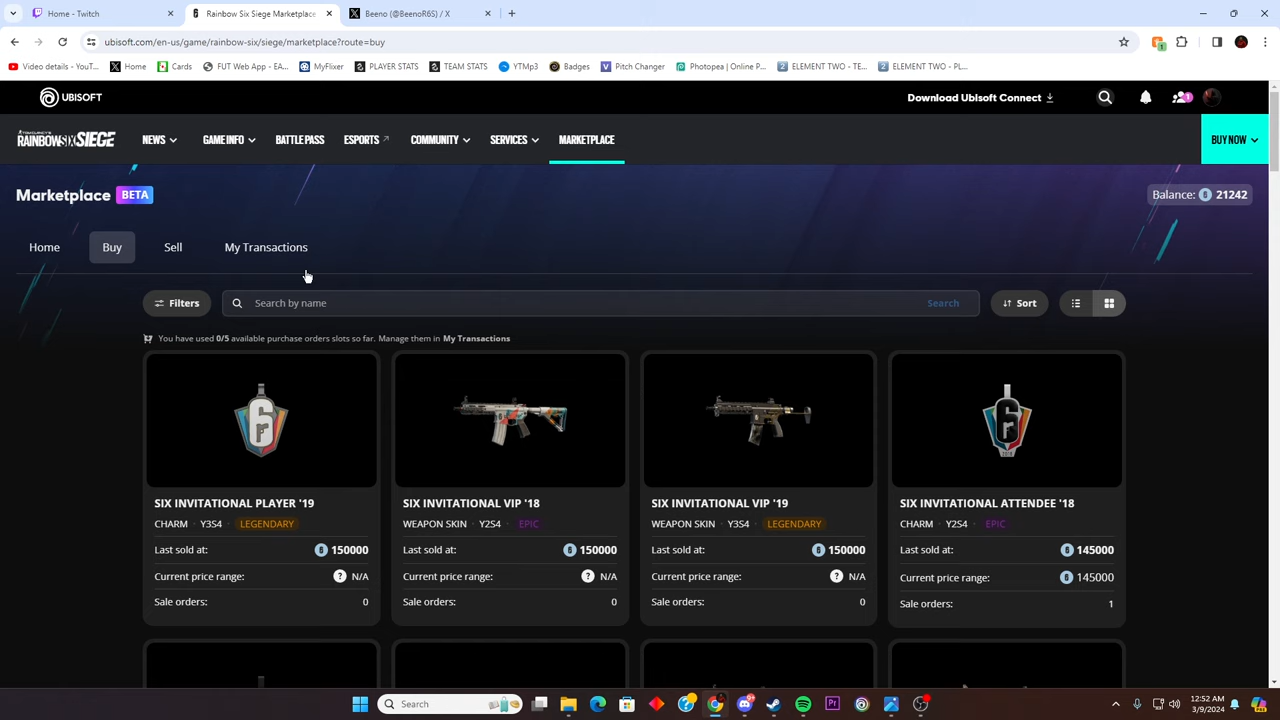 Home - Twitch
Rainbow Six Siege Marketplace
Beeno (@BeenoR6S) / X
ubisoft.com/en-us/game/rainbow-six/siege/marketplace?route=buy
Video details - YouT...
Home
Cards
FUT Web App - EA...
MyFlixer
PLAYER STATS
TEAM STATS
YTMp3
Badges
Pitch Changer
Photopea | Online P...
ELEMENT TWO - TE...
ELEMENT TWO - PL...
UBISOFT
Download Ubisoft Connect
1
RAINBOW SIX SIEGE
NEWS
GAME INFO
BATTLE PASS
ESPORTS
COMMUNITY
SERVICES
MARKETPLACE
BUY NOW
Marketplace BETA
Balance: 21242
Home
Buy
Sell
My Transactions
Filters
Search by name
Search
Sort
You have used 0/5 available purchase orders slots so far. Manage them in My Transactions
SIX INVITATIONAL PLAYER '19
CHARM · Y3S4 · LEGENDARY
Last sold at: 150000
Current price range: ? N/A
Sale orders: 0
SIX INVITATIONAL VIP '18
WEAPON SKIN · Y2S4 · EPIC
Last sold at: 150000
Current price range: ? N/A
Sale orders: 0
SIX INVITATIONAL VIP '19
WEAPON SKIN · Y3S4 · LEGENDARY
Last sold at: 150000
Current price range: ? N/A
Sale orders: 0
SIX INVITATIONAL ATTENDEE '18
CHARM · Y2S4 · EPIC
Last sold at: 145000
Current price range: 145000
Sale orders: 1
Search
12:52 AM
3/9/2024